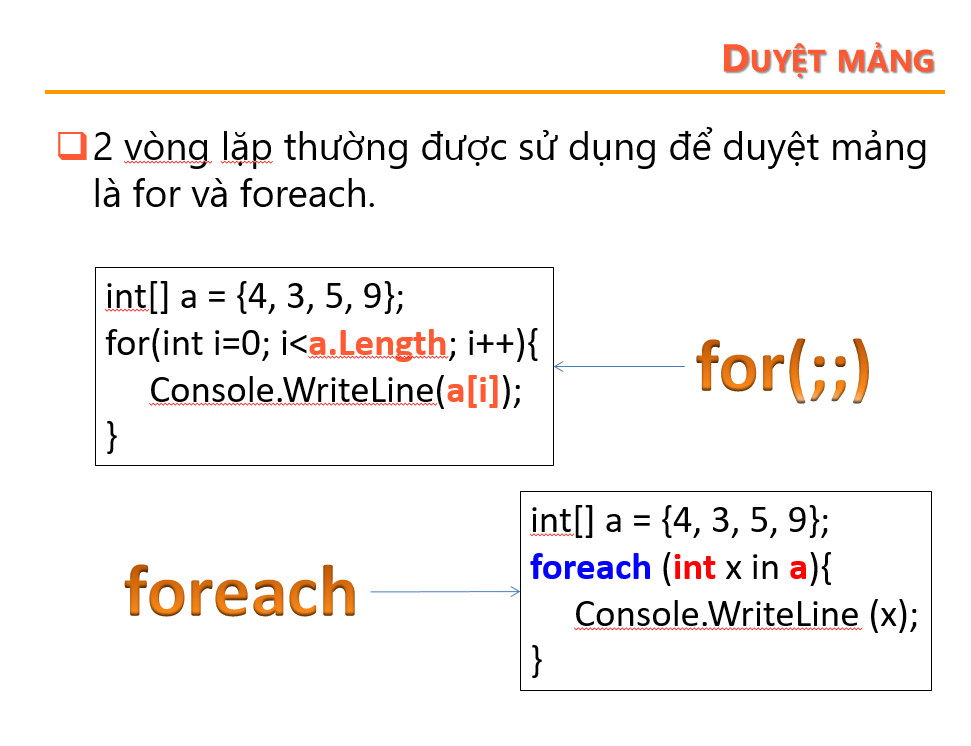 DUYỆT MẢNG
2 vòng lặp thường được sử dụng để duyệt mảng
là for và foreach.
int[] a = {4, 3, 5, 9};
for(int i=0; i<a.Length; i++){
Console.WriteLine(a[i]);
}
for(;;)
foreach
int[] a = {4, 3, 5, 9};
foreach (int x in a){
Console.WriteLine (x);
}